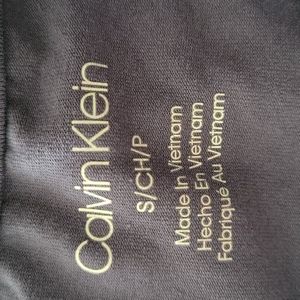 Calvin Klein
S/CH/P
Made In Vietnam
Hecho En Vietnam
Fabriqué Au Vietnam